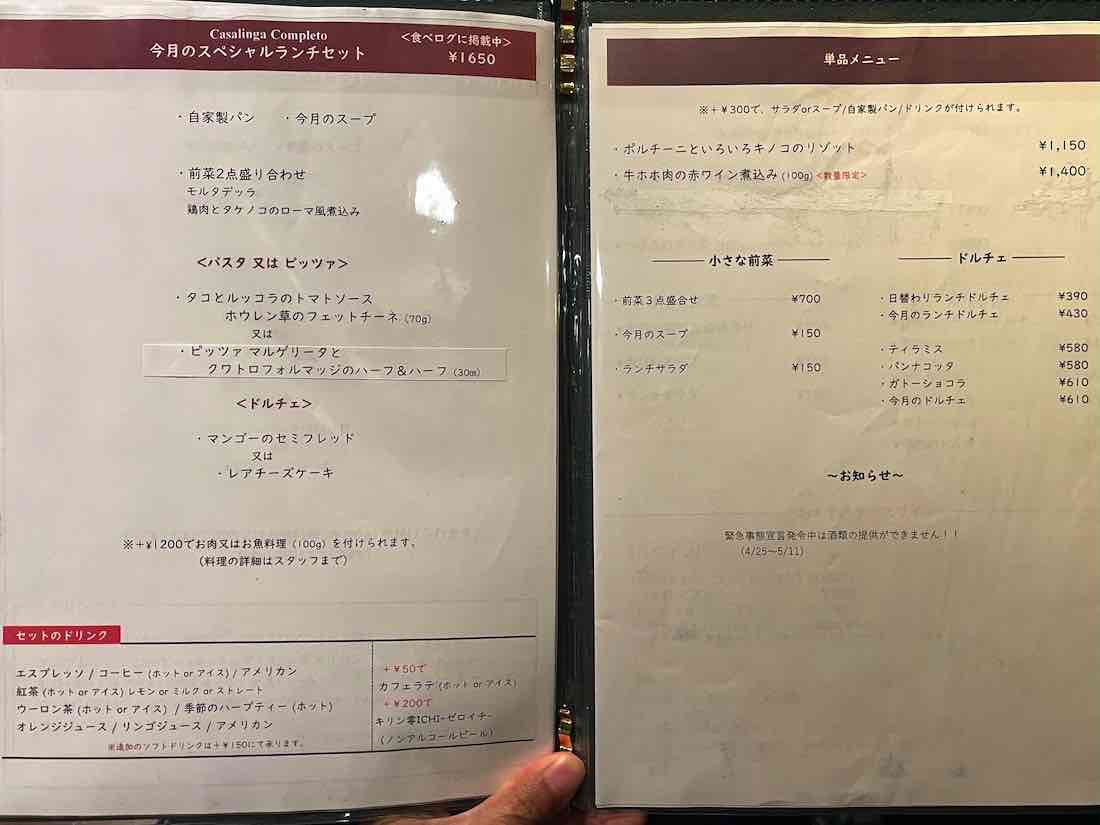 Casalinga Completo
今月のスペシャルランチセット
<食べログに掲載中>
¥1650
・自家製パン ・今月のスープ
・前菜2点盛り合わせ
モルタデッラ
鶏肉とタケノコのローマ風煮込み
<パスタ 又は ピッツァ>
・タコとルッコラのトマトソース
ホウレン草のフェットチーネ(70g)
又は
・ピッツァ マルゲリータと
クワトロフォルマッジのハーフ&ハーフ(30㎝)
<ドルチェ>
・マンゴーのセミフレッド
又は
・レアチーズケーキ
※+¥1200でお肉又はお魚料理(100g)を付けられます。
(料理の詳細はスタッフまで)
セットのドリンク
エスプレッソ / コーヒー (ホット or アイス) / アメリカン
紅茶 (ホット or アイス) レモン or ミルク or ストレート
ウーロン茶 (ホット or アイス) / 季節のハーブティー (ホット)
オレンジジュース / リンゴジュース / アメリカン
※追加のソフトドリンクは+¥150にて承ります。
+¥50で
カフェラテ(ホット or アイス)
+¥200で
キリン零ICHI-ゼロイチ-
(ノンアルコールビール)
単品メニュー
※+¥300で、サラダorスープ/自家製パン/ドリンクが付けられます。
・ポルチーニといろいろキノコのリゾット ¥1,150
・牛ホホ肉の赤ワイン煮込み(100g)<数量限定> ¥1,400
小さな前菜
・前菜3点盛合せ ¥700
・今月のスープ ¥150
・ランチサラダ ¥150
ドルチェ
・日替わりランチドルチェ ¥390
・今月のランチドルチェ ¥430
・ティラミス ¥580
・パンナコッタ ¥580
・ガトーショコラ ¥610
・今月のドルチェ ¥610
~お知らせ~
緊急事態宣言発令中は酒類の提供ができません!!
(4/25~5/11)